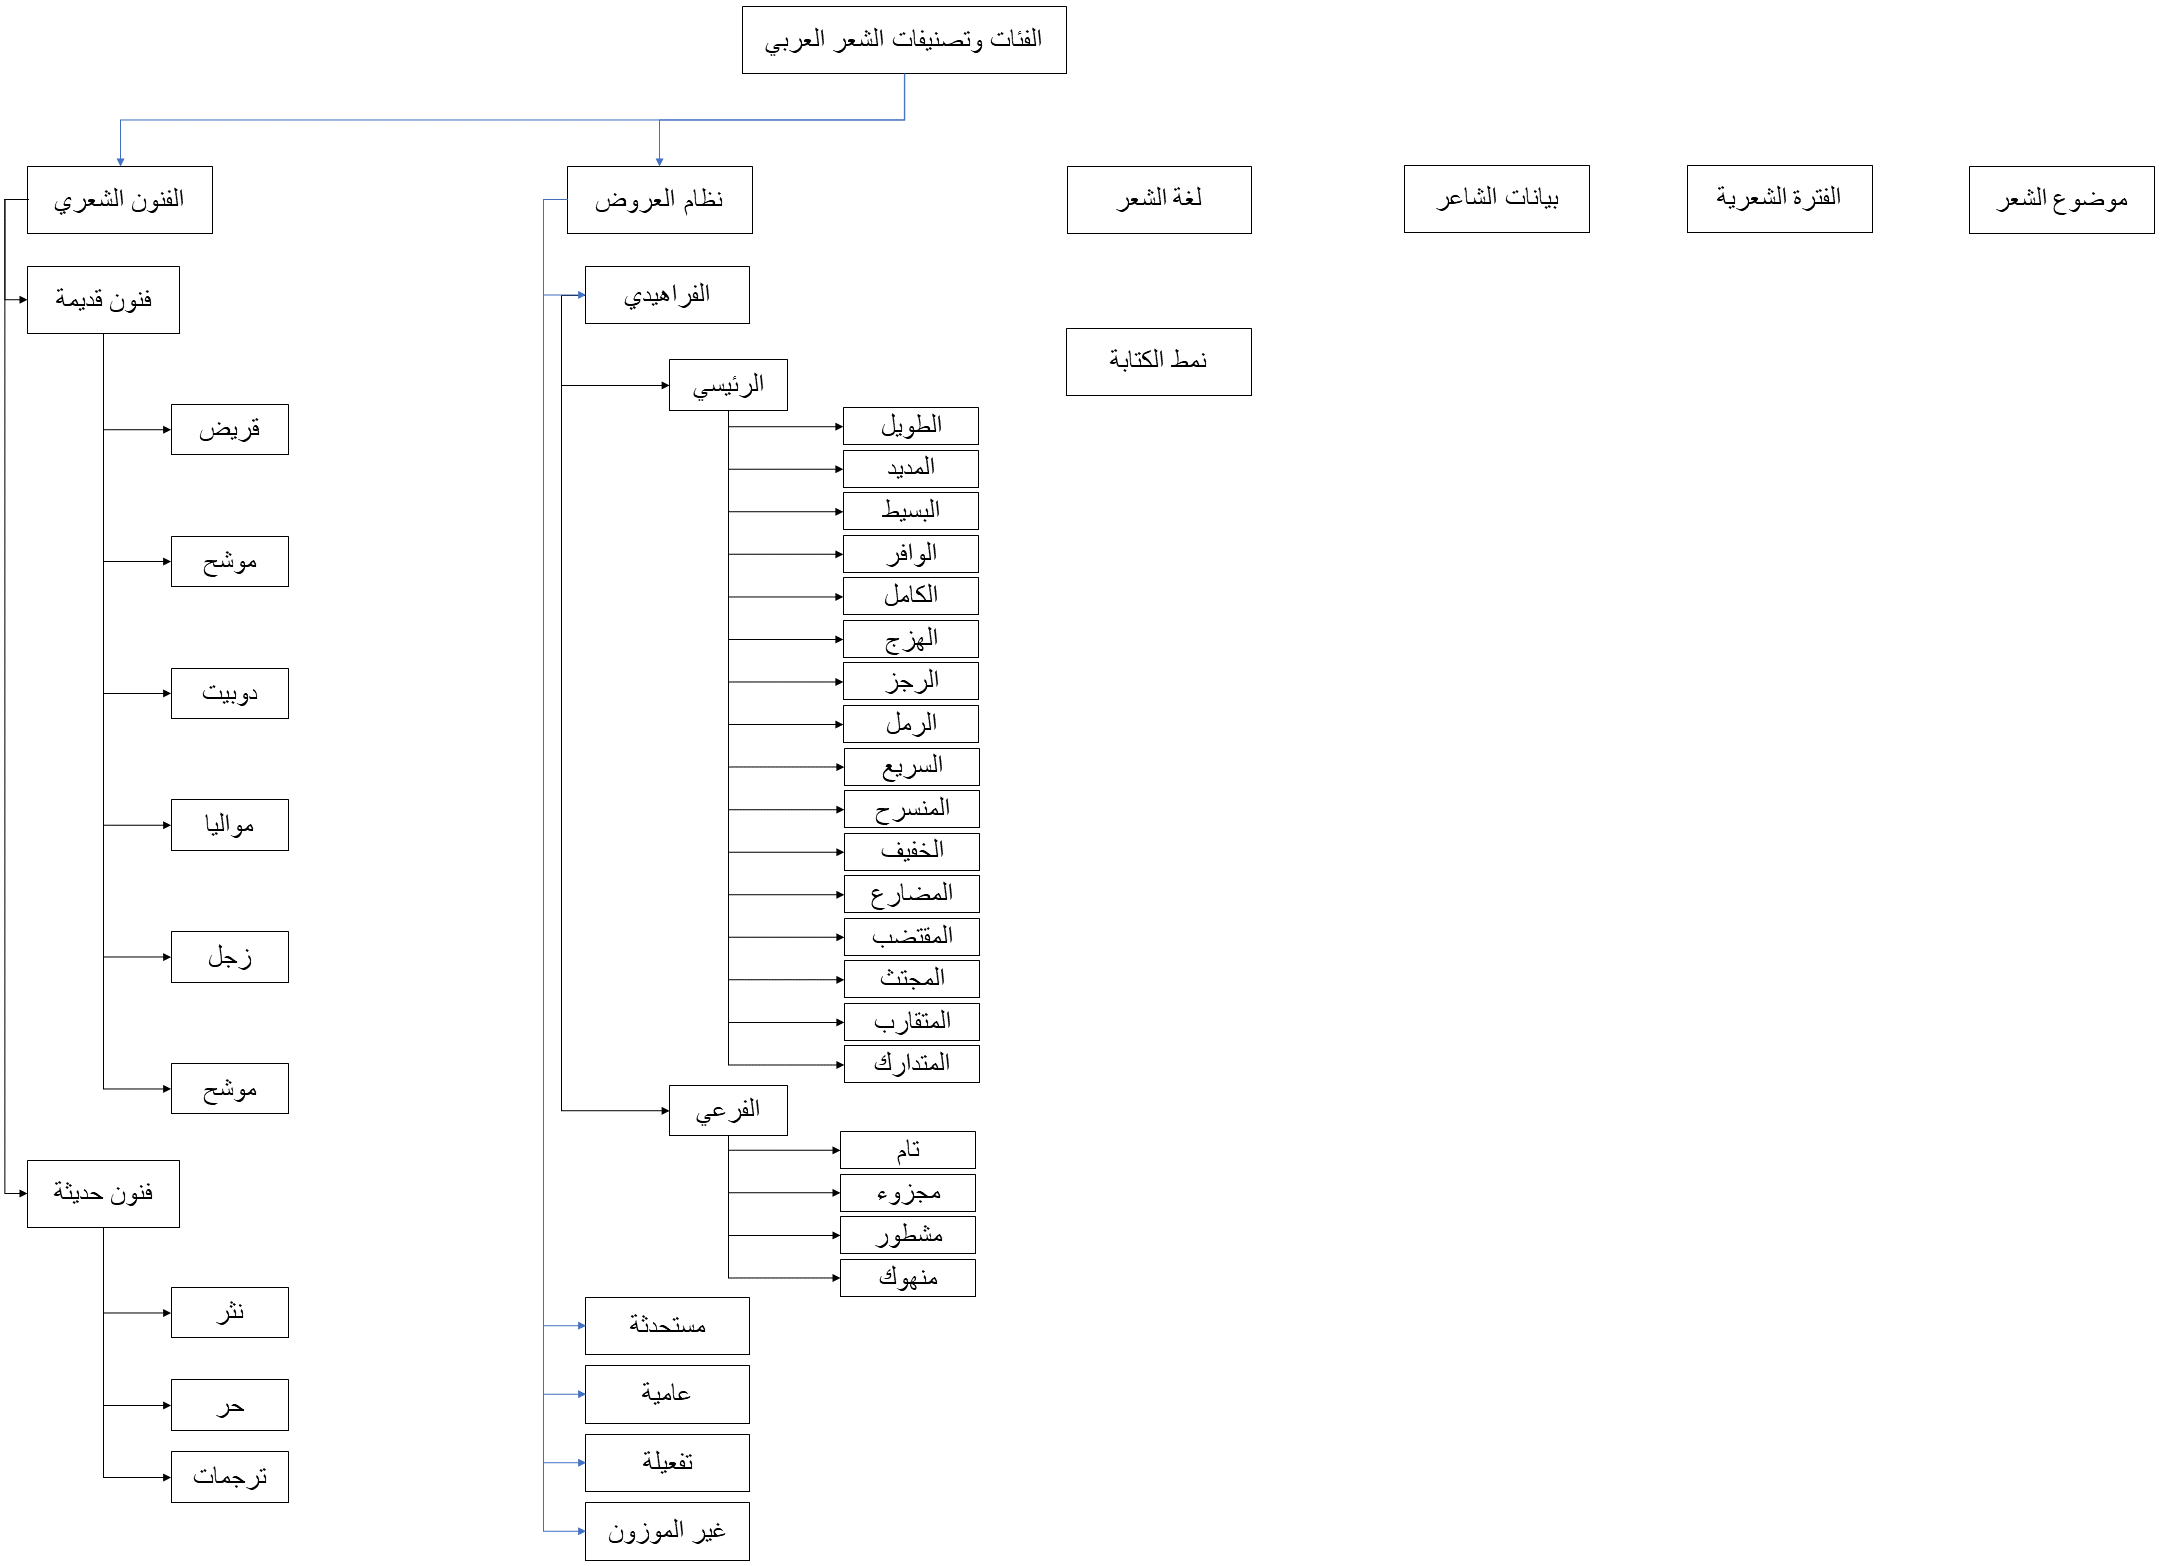 الفئات وتصنيفات الشعر العربي
موضوع الشعر
الفترة الشعرية
بيانات الشاعر
لغة الشعر
نمط الكتابة
نظام العروض
الفراهيدي
الرئيسي
الطويل
المديد
البسيط
الوافر
الكامل
الهزج
الرجز
الرمل
السريع
المنسرح
الخفيف
المضارع
المقتضب
المجتث
المتقارب
المتدارك
الفرعي
تام
مجزوء
مشطور
منهوك
مستحدثة
عامية
تفعيلة
غير الموزون
الفنون الشعري
فنون قديمة
قريض
موشح
دوبيت
مواليا
زجل
موشح
فنون حديثة
نثر
حر
ترجمات